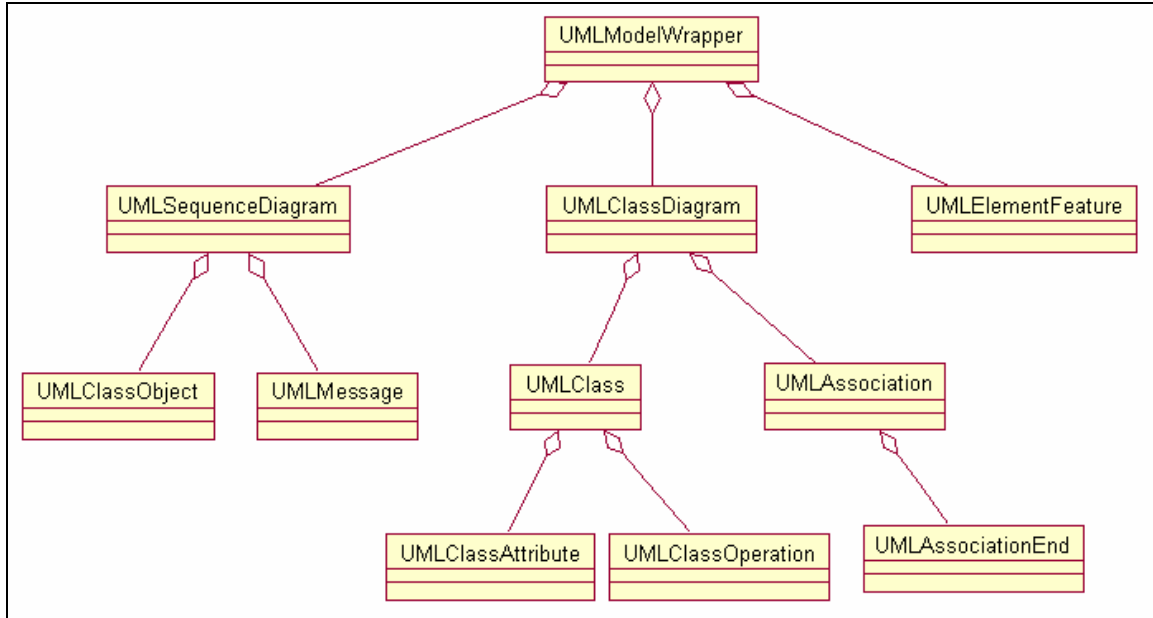 UMLModelWrapper
UMLSequenceDiagram
UMLClassDiagram
UMLElementFeature
UMLClassObject
UMLMessage
UMLClass
UMLAssociation
UMLClassAttribute
UMLClassOperation
UMLAssociationEnd